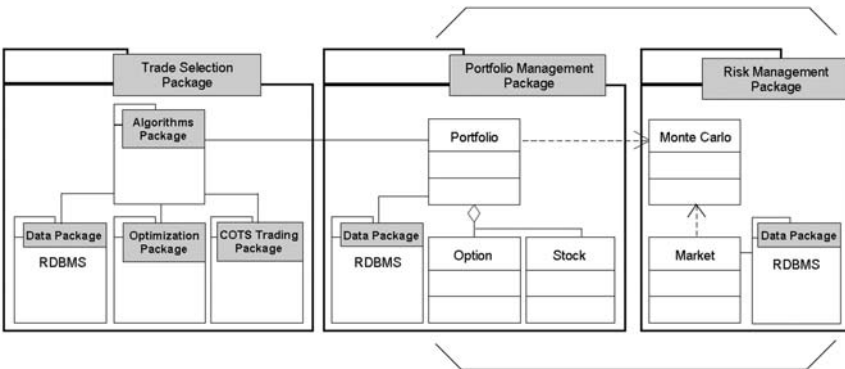 Trade Selection
Package
Portfolio Management
Package
Risk Management
Package
Algorithms
Package
Portfolio
Monte Carlo
Data Package
RDBMS
Optimization
Package
COTS Trading
Package
Data Package
RDBMS
Option
Stock
Market
Data Package
RDBMS